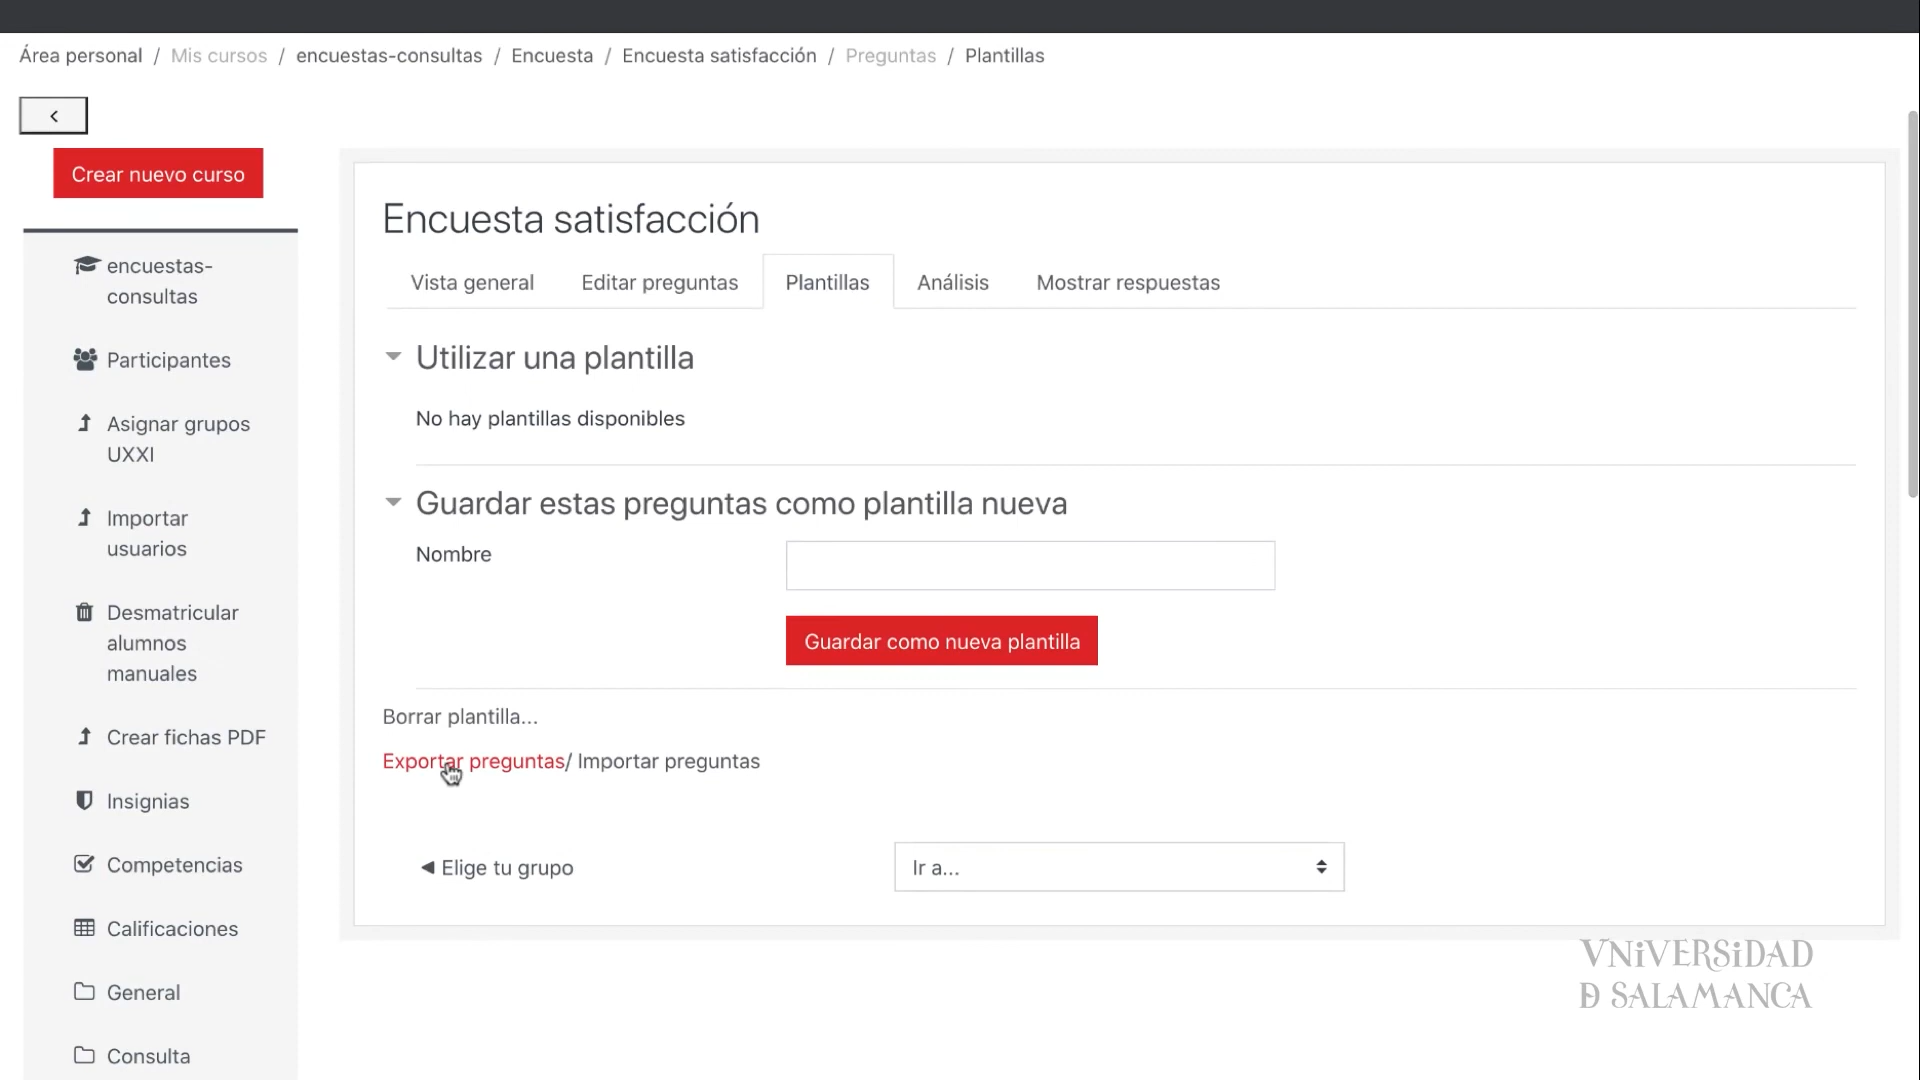 Área personal / Mis cursos / encuestas-consultas / Encuesta / Encuesta satisfacción / Preguntas / Plantillas
Crear nuevo curso
encuestas-
consultas
Participantes
Asignar grupos
UXXI
Importar
usuarios
Desmatricular
alumnos
manuales
Crear fichas PDF
Insignias
Competencias
Calificaciones
General
Consulta
Encuesta satisfacción
Vista general Editar preguntas Plantillas Análisis Mostrar respuestas
Utilizar una plantilla
No hay plantillas disponibles
Guardar estas preguntas como plantilla nueva
Nombre
Guardar como nueva plantilla
Borrar plantilla...
Exportar preguntas/ Importar preguntas
◄ Elige tu grupo
Ir a...
VNiVERSiDAD
Ð SALAMANCA